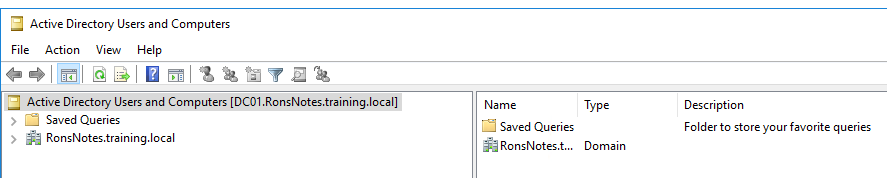 Active Directory Users and Computers
File Action View Help
Active Directory Users and Computers [DC01.RonsNotes.training.local]
Saved Queries
RonsNotes.training.local
Name Type Description
Saved Queries Folder to store your favorite queries
RonsNotes.t... Domain